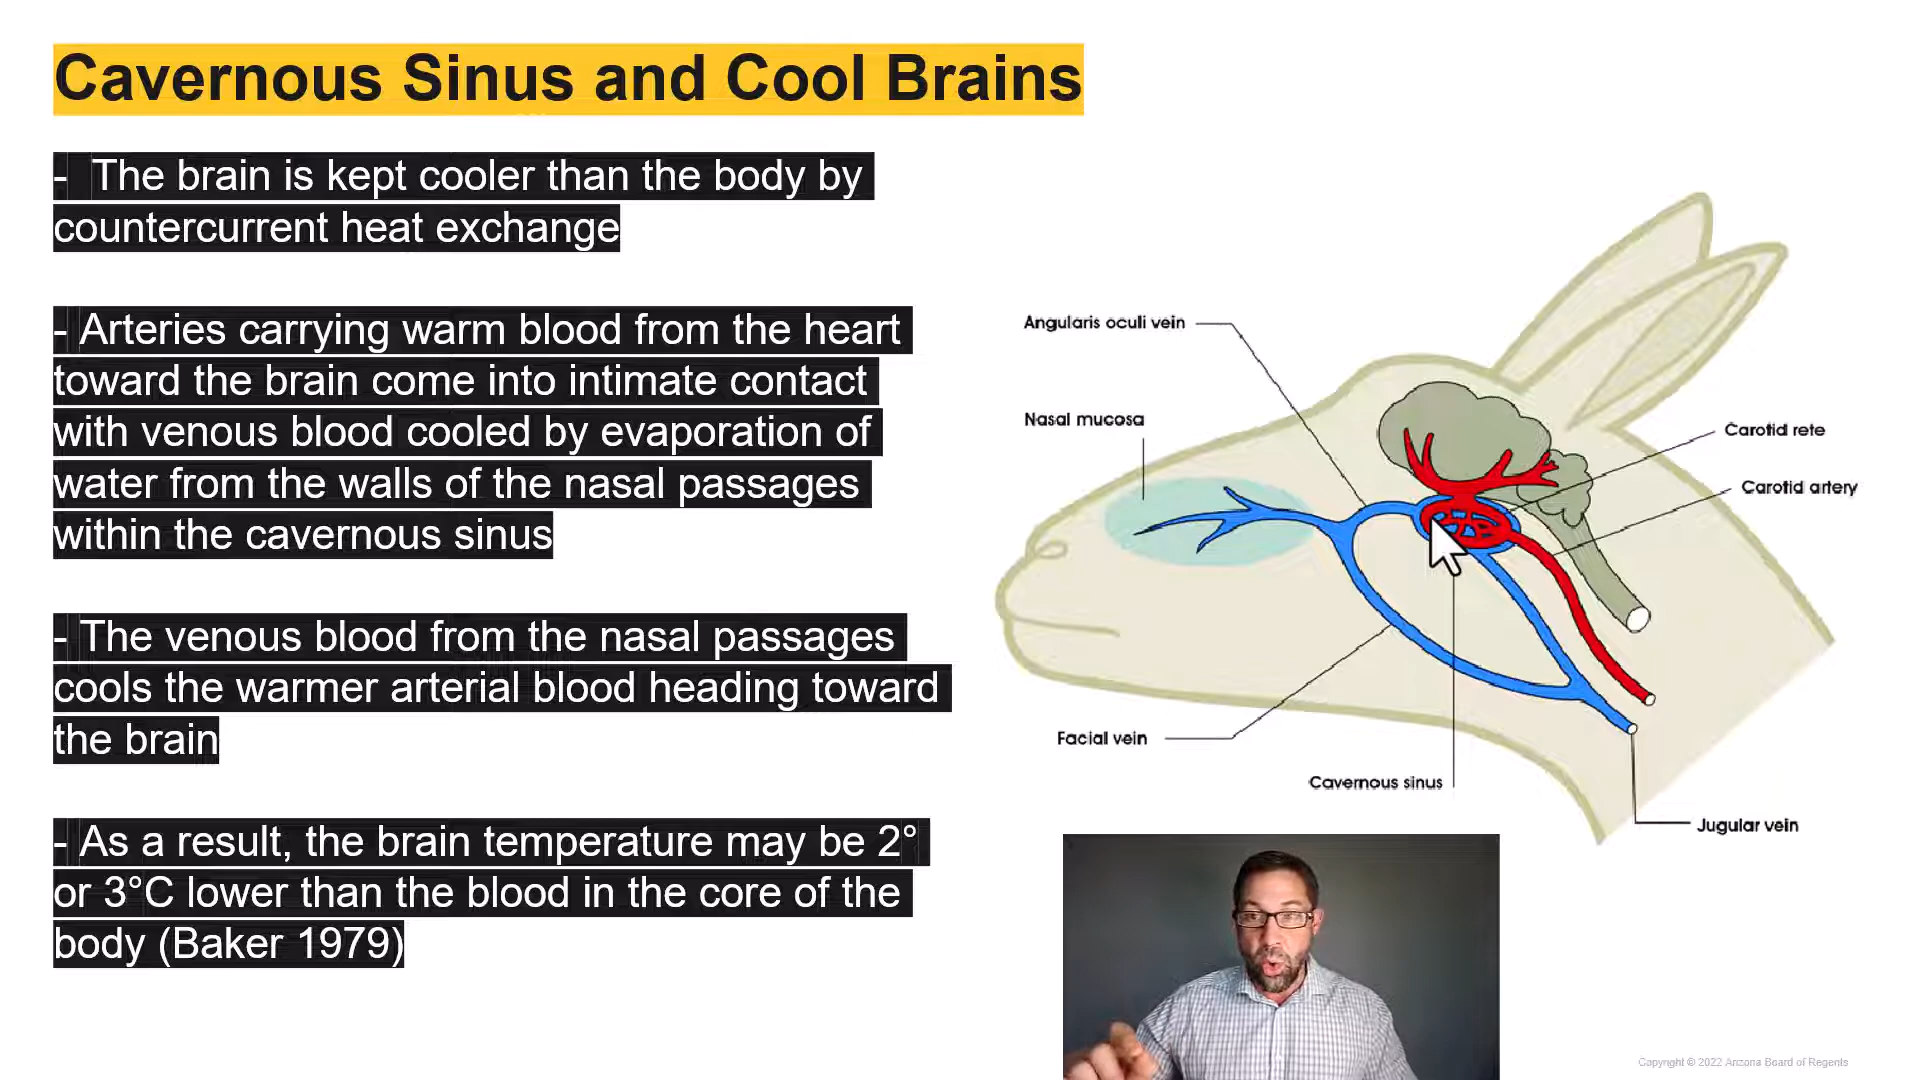 Cavernous Sinus and Cool Brains
- The brain is kept cooler than the body by
countercurrent heat exchange
- Arteries carrying warm blood from the heart
toward the brain come into intimate contact
with venous blood cooled by evaporation of
water from the walls of the nasal passages
within the cavernous sinus
- The venous blood from the nasal passages
cools the warmer arterial blood heading toward
the brain
- As a result, the brain temperature may be 2°
or 3°C lower than the blood in the core of the
body (Baker 1979)
Angularis oculi vein
Nasal mucosa
Carotid rete
Carotid artery
Facial vein
Cavernous sinus
Jugular vein
Copyright © 2022 Arizona Board of Regents